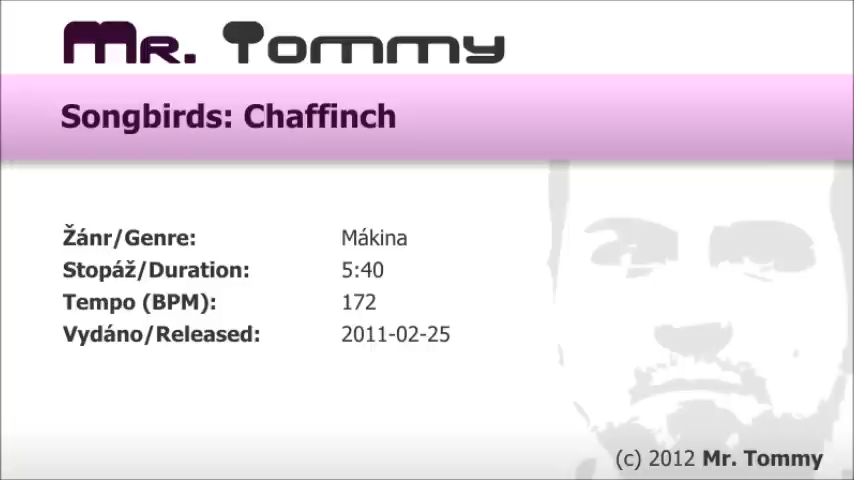 Mr. Tommy
Songbirds: Chaffinch
Žánr/Genre: Mákina
Stopáž/Duration: 5:40
Tempo (BPM): 172
Vydáno/Released: 2011-02-25
(c) 2012 Mr. Tommy